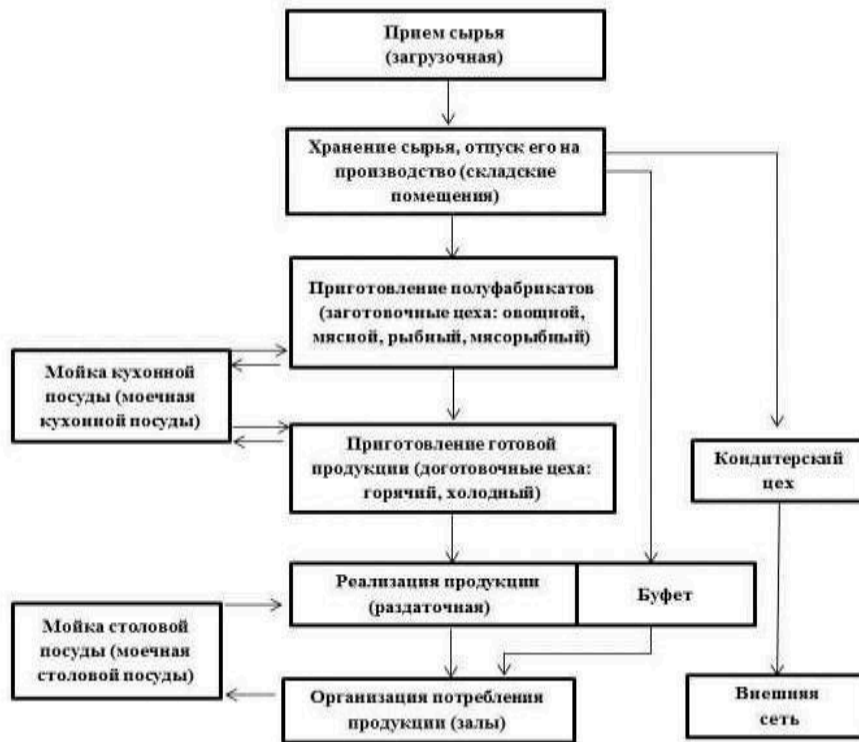 Прием сырья
(загрузочная)
Хранение сырья, отпуск его на
производство (складские
помещения)
Приготовление полуфабрикатов
(заготовочные цеха: овощной,
мясной, рыбный, мясорыбный)
Мойка кухонной
посуды (моечная
кухонной посуды)
Приготовление готовой
продукции (доготовочные цеха:
горячий, холодный)
Кондитерский
цех
Реализация продукции
(раздаточная)
Буфет
Мойка столовой
посуды (моечная
столовой посуды)
Организация потребления
продукции (залы)
Внешняя
сеть